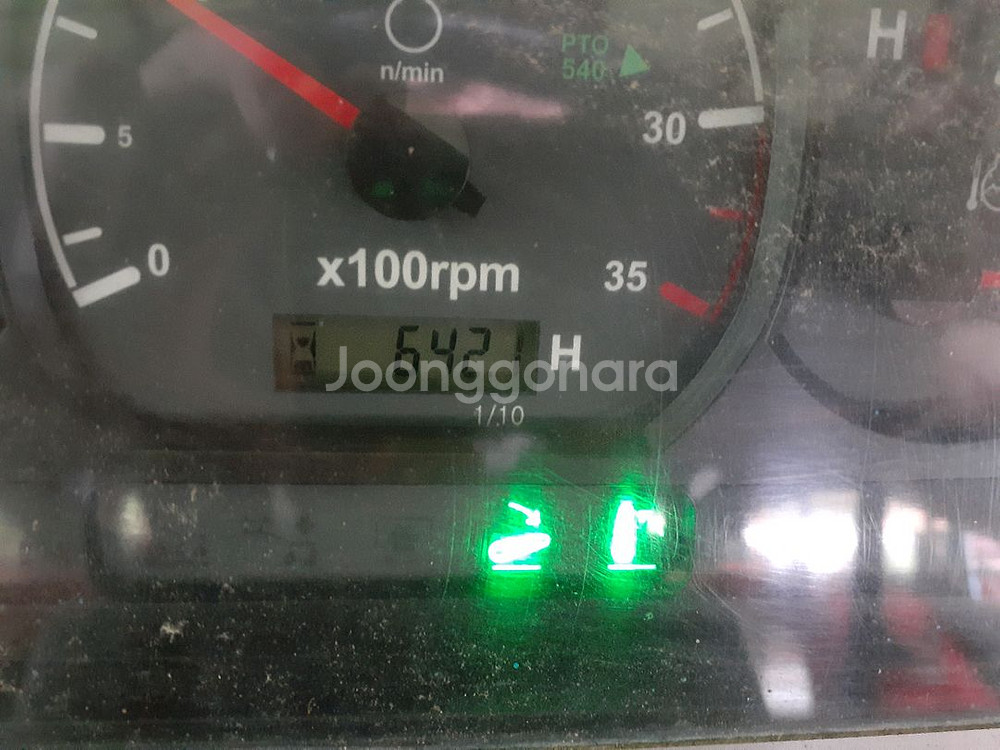 n/min
PTO
540
H
5
30
0
x100rpm
35
6421 H
Joonggonara
1/10